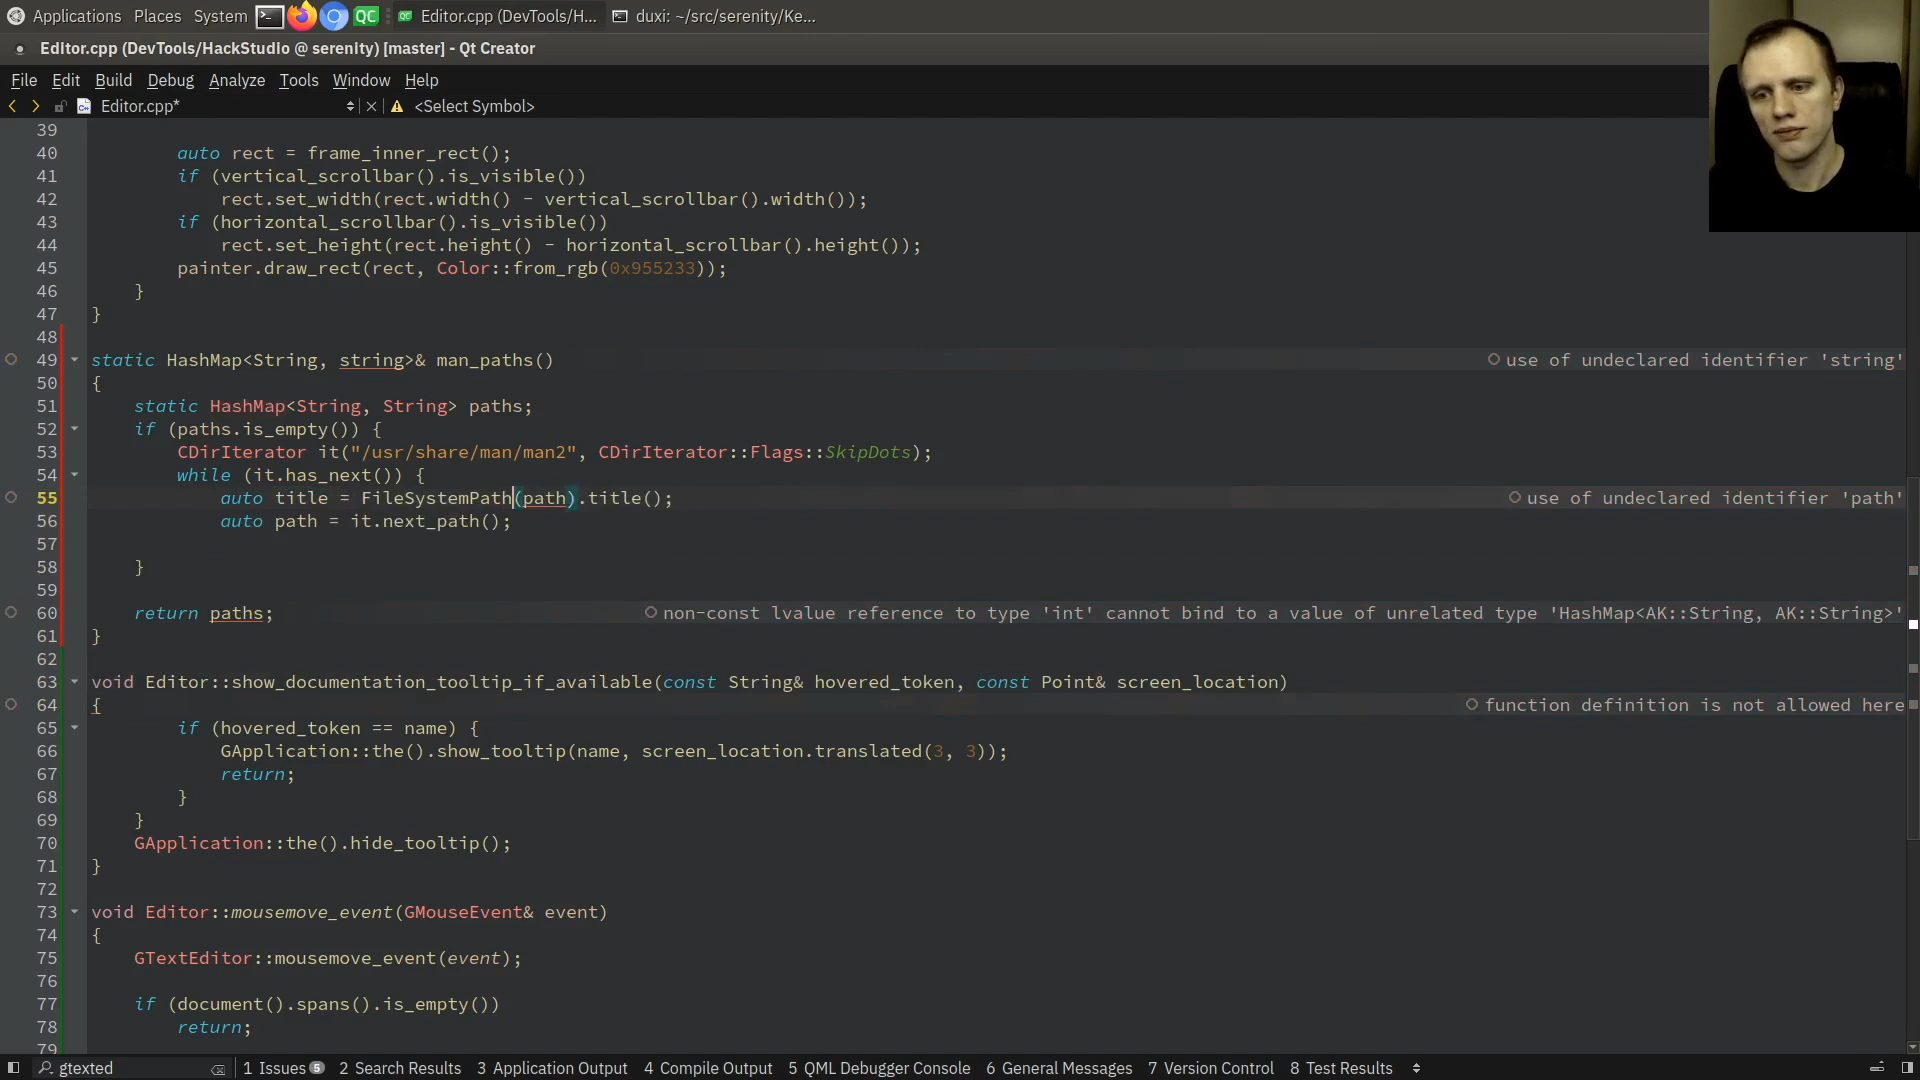 Applications Places System Editor.cpp (DevTools/H... duxi: ~/src/serenity/Ke...
Editor.cpp (DevTools/HackStudio @ serenity) [master] - Qt Creator
File Edit Build Debug Analyze Tools Window Help
Editor.cpp* <Select Symbol>
39
40 auto rect = frame_inner_rect();
41 if (vertical_scrollbar().is_visible())
42 rect.set_width(rect.width() - vertical_scrollbar().width());
43 if (horizontal_scrollbar().is_visible())
44 rect.set_height(rect.height() - horizontal_scrollbar().height());
45 painter.draw_rect(rect, Color::from_rgb(0x955233));
46 }
47 }
48
49 static HashMap<String, string>& man_paths() use of undeclared identifier 'string'
50 {
51 static HashMap<String, String> paths;
52 if (paths.is_empty()) {
53 CDirIterator it("/usr/share/man/man2", CDirIterator::Flags::SkipDots);
54 while (it.has_next()) {
55 auto title = FileSystemPath(path).title(); use of undeclared identifier 'path'
56 auto path = it.next_path();
57
58 }
59
60 return paths; non-const lvalue reference to type 'int' cannot bind to a value of unrelated type 'HashMap<AK::String, AK::String>'
61 }
62
63 void Editor::show_documentation_tooltip_if_available(const String& hovered_token, const Point& screen_location)
64 { function definition is not allowed here
65 if (hovered_token == name) {
66 GApplication::the().show_tooltip(name, screen_location.translated(3, 3));
67 return;
68 }
69 }
70 GApplication::the().hide_tooltip();
71 }
72
73 void Editor::mousemove_event(GMouseEvent& event)
74 {
75 GTextEditor::mousemove_event(event);
76
77 if (document().spans().is_empty())
78 return;
79
gtexted 1 Issues 5 2 Search Results 3 Application Output 4 Compile Output 5 QML Debugger Console 6 General Messages 7 Version Control 8 Test Results